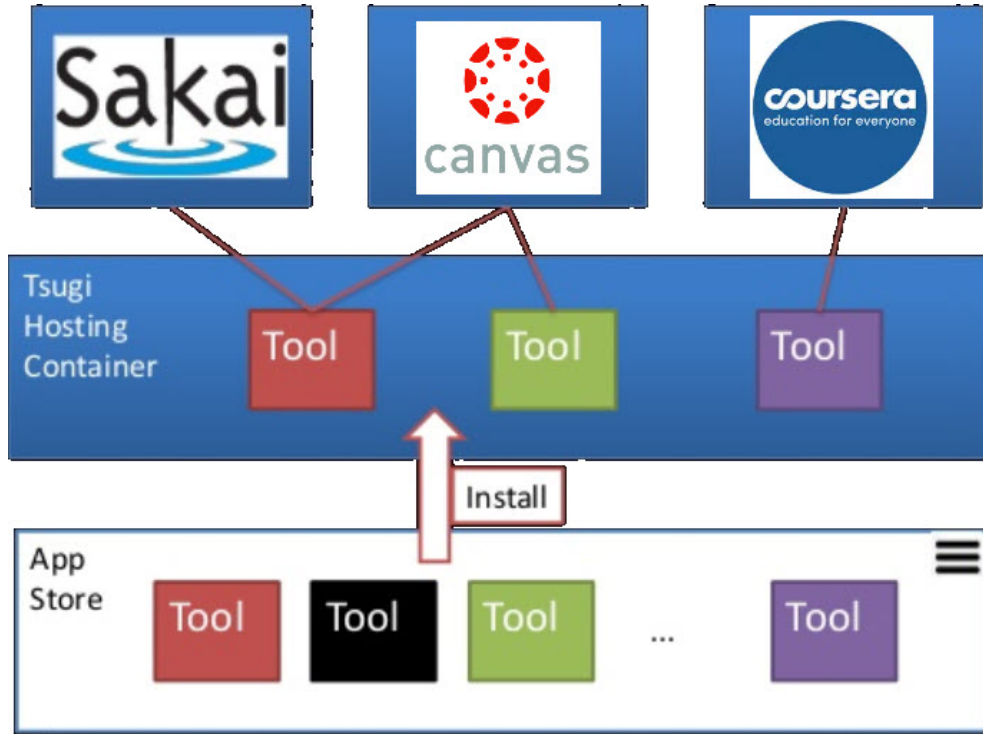 Sakai
canvas
coursera
education for everyone
Tsugi
Hosting
Container
Tool
Tool
Tool
Install
App
Store
Tool
Tool
Tool
...
Tool